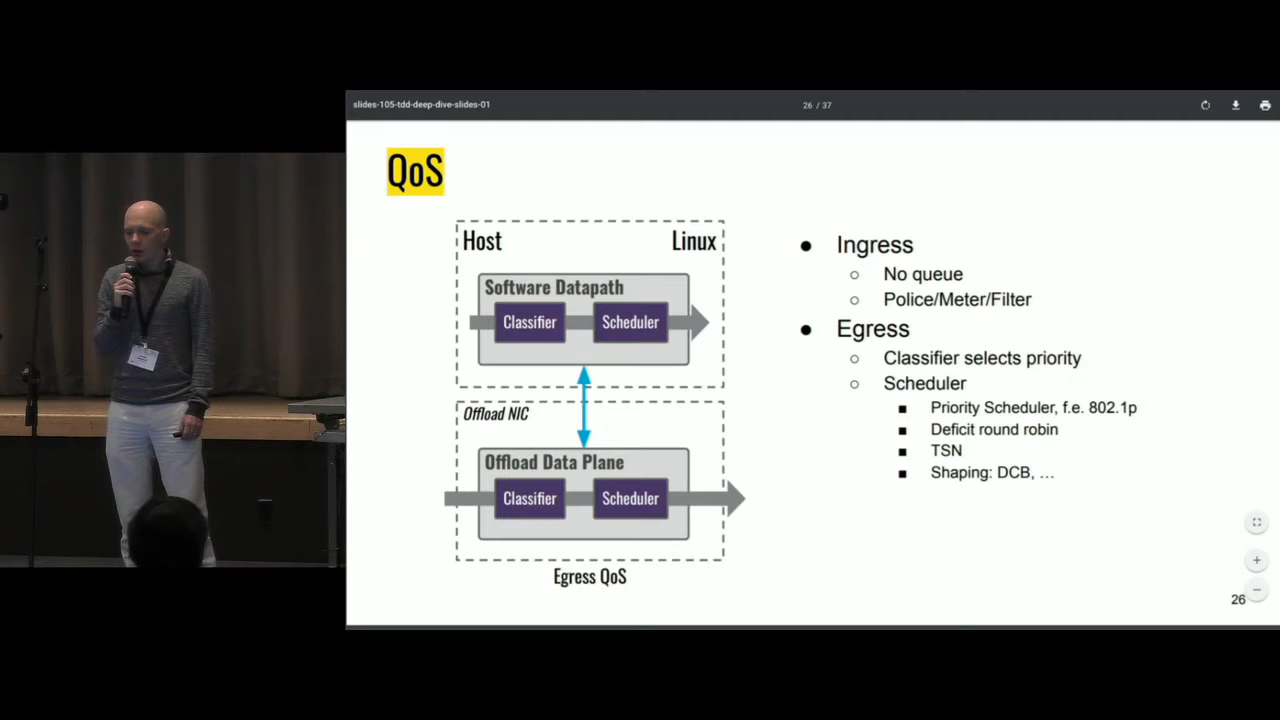 slides-105-tdd-deep-dive-slides-01
26 / 37
QoS
Host
Linux
Software Datapath
Classifier
Scheduler
Offload NIC
Offload Data Plane
Classifier
Scheduler
Egress QoS
● Ingress
○ No queue
○ Police/Meter/Filter
● Egress
○ Classifier selects priority
○ Scheduler
■ Priority Scheduler, f.e. 802.1p
■ Deficit round robin
■ TSN
■ Shaping: DCB, …
26